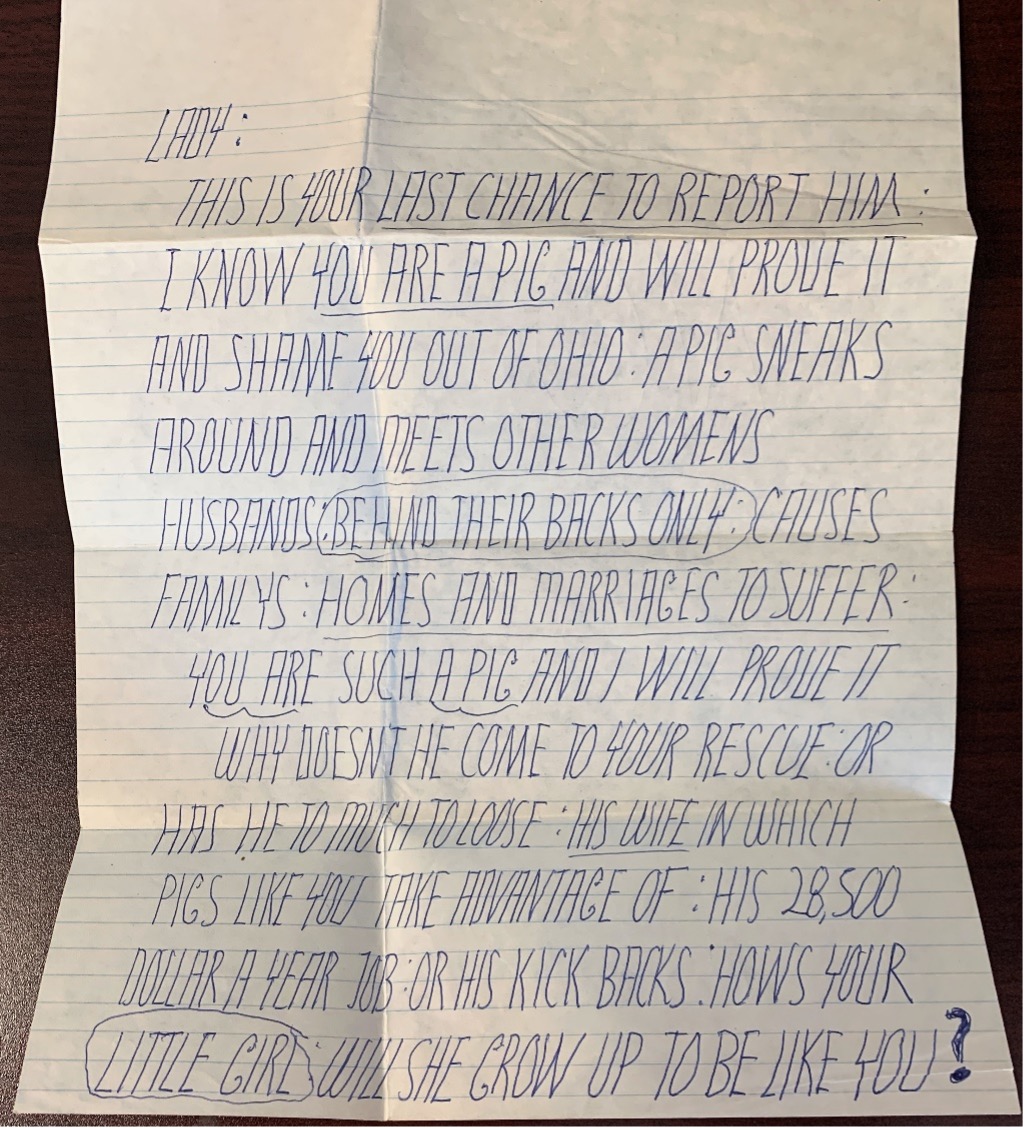 LADY:
THIS IS YOUR LAST CHANCE TO REPORT HIM:
I KNOW YOU ARE A PIG AND WILL PROVE IT
AND SHAME YOU OUT OF OHIO: A PIG SNEAKS
AROUND AND MEETS OTHER WOMENS
HUSBANDS: BEHIND THEIR BACKS ONLY: CAUSES
FAMILYS: HOMES AND MARRIAGES TO SUFFER:
YOU ARE SUCH A PIG AND I WILL PROVE IT
WHY DOESN'T HE COME TO YOUR RESCUE: OR
HAS HE TO MUCH TO LOOSE: HIS WIFE IN WHICH
PIGS LIKE YOU TAKE ADVANTAGE OF: HIS 28,500
DOLLAR A YEAR JOB: OR HIS KICK BACKS: HOWS YOUR
LITTLE GIRL: WILL SHE GROW UP TO BE LIKE YOU?